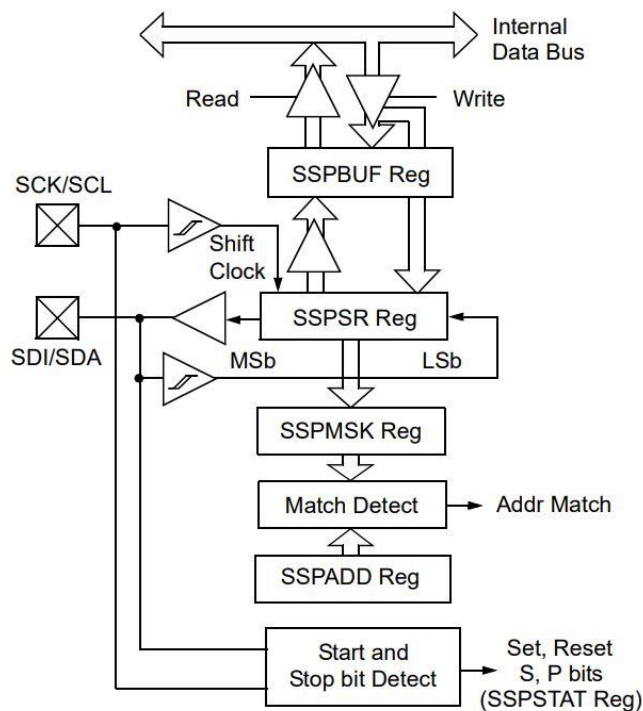 Internal
Data Bus
Read
Write
SSPBUF Reg
SCK/SCL
Shift
Clock
SSPSR Reg
SDI/SDA
MSb
LSb
SSPMSK Reg
Match Detect
Addr Match
SSPADD Reg
Start and
Stop bit Detect
Set, Reset
S, P bits
(SSPSTAT Reg)